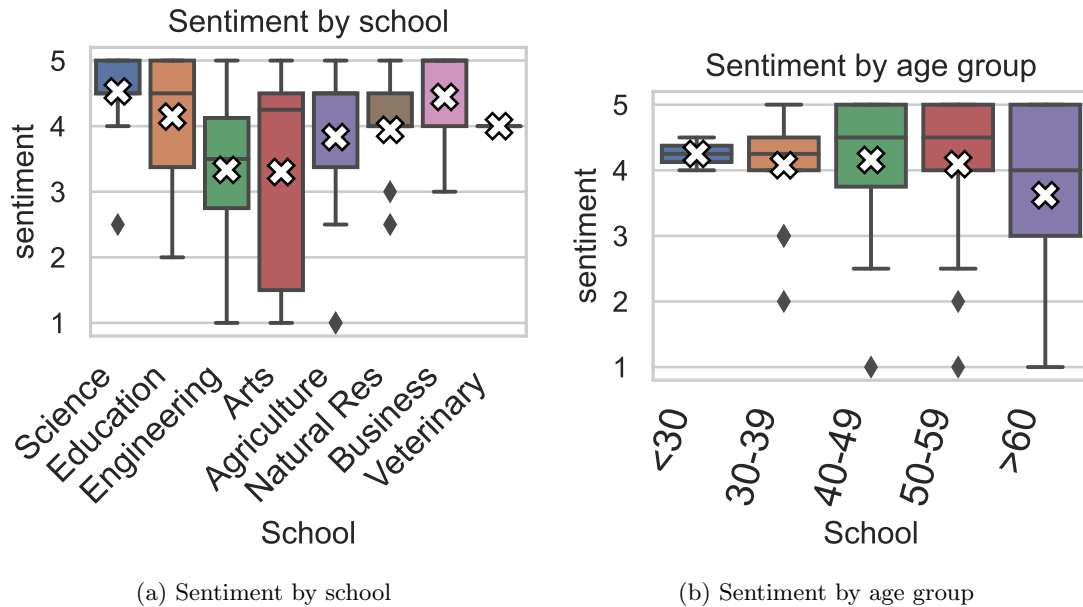 Sentiment by school
sentiment
5
4
3
2
1
Science
Education
Engineering
Arts
Agriculture
Natural Res
Business
Veterinary
School
(a) Sentiment by school
Sentiment by age group
sentiment
5
4
3
2
1
<30
30-39
40-49
50-59
>60
School
(b) Sentiment by age group